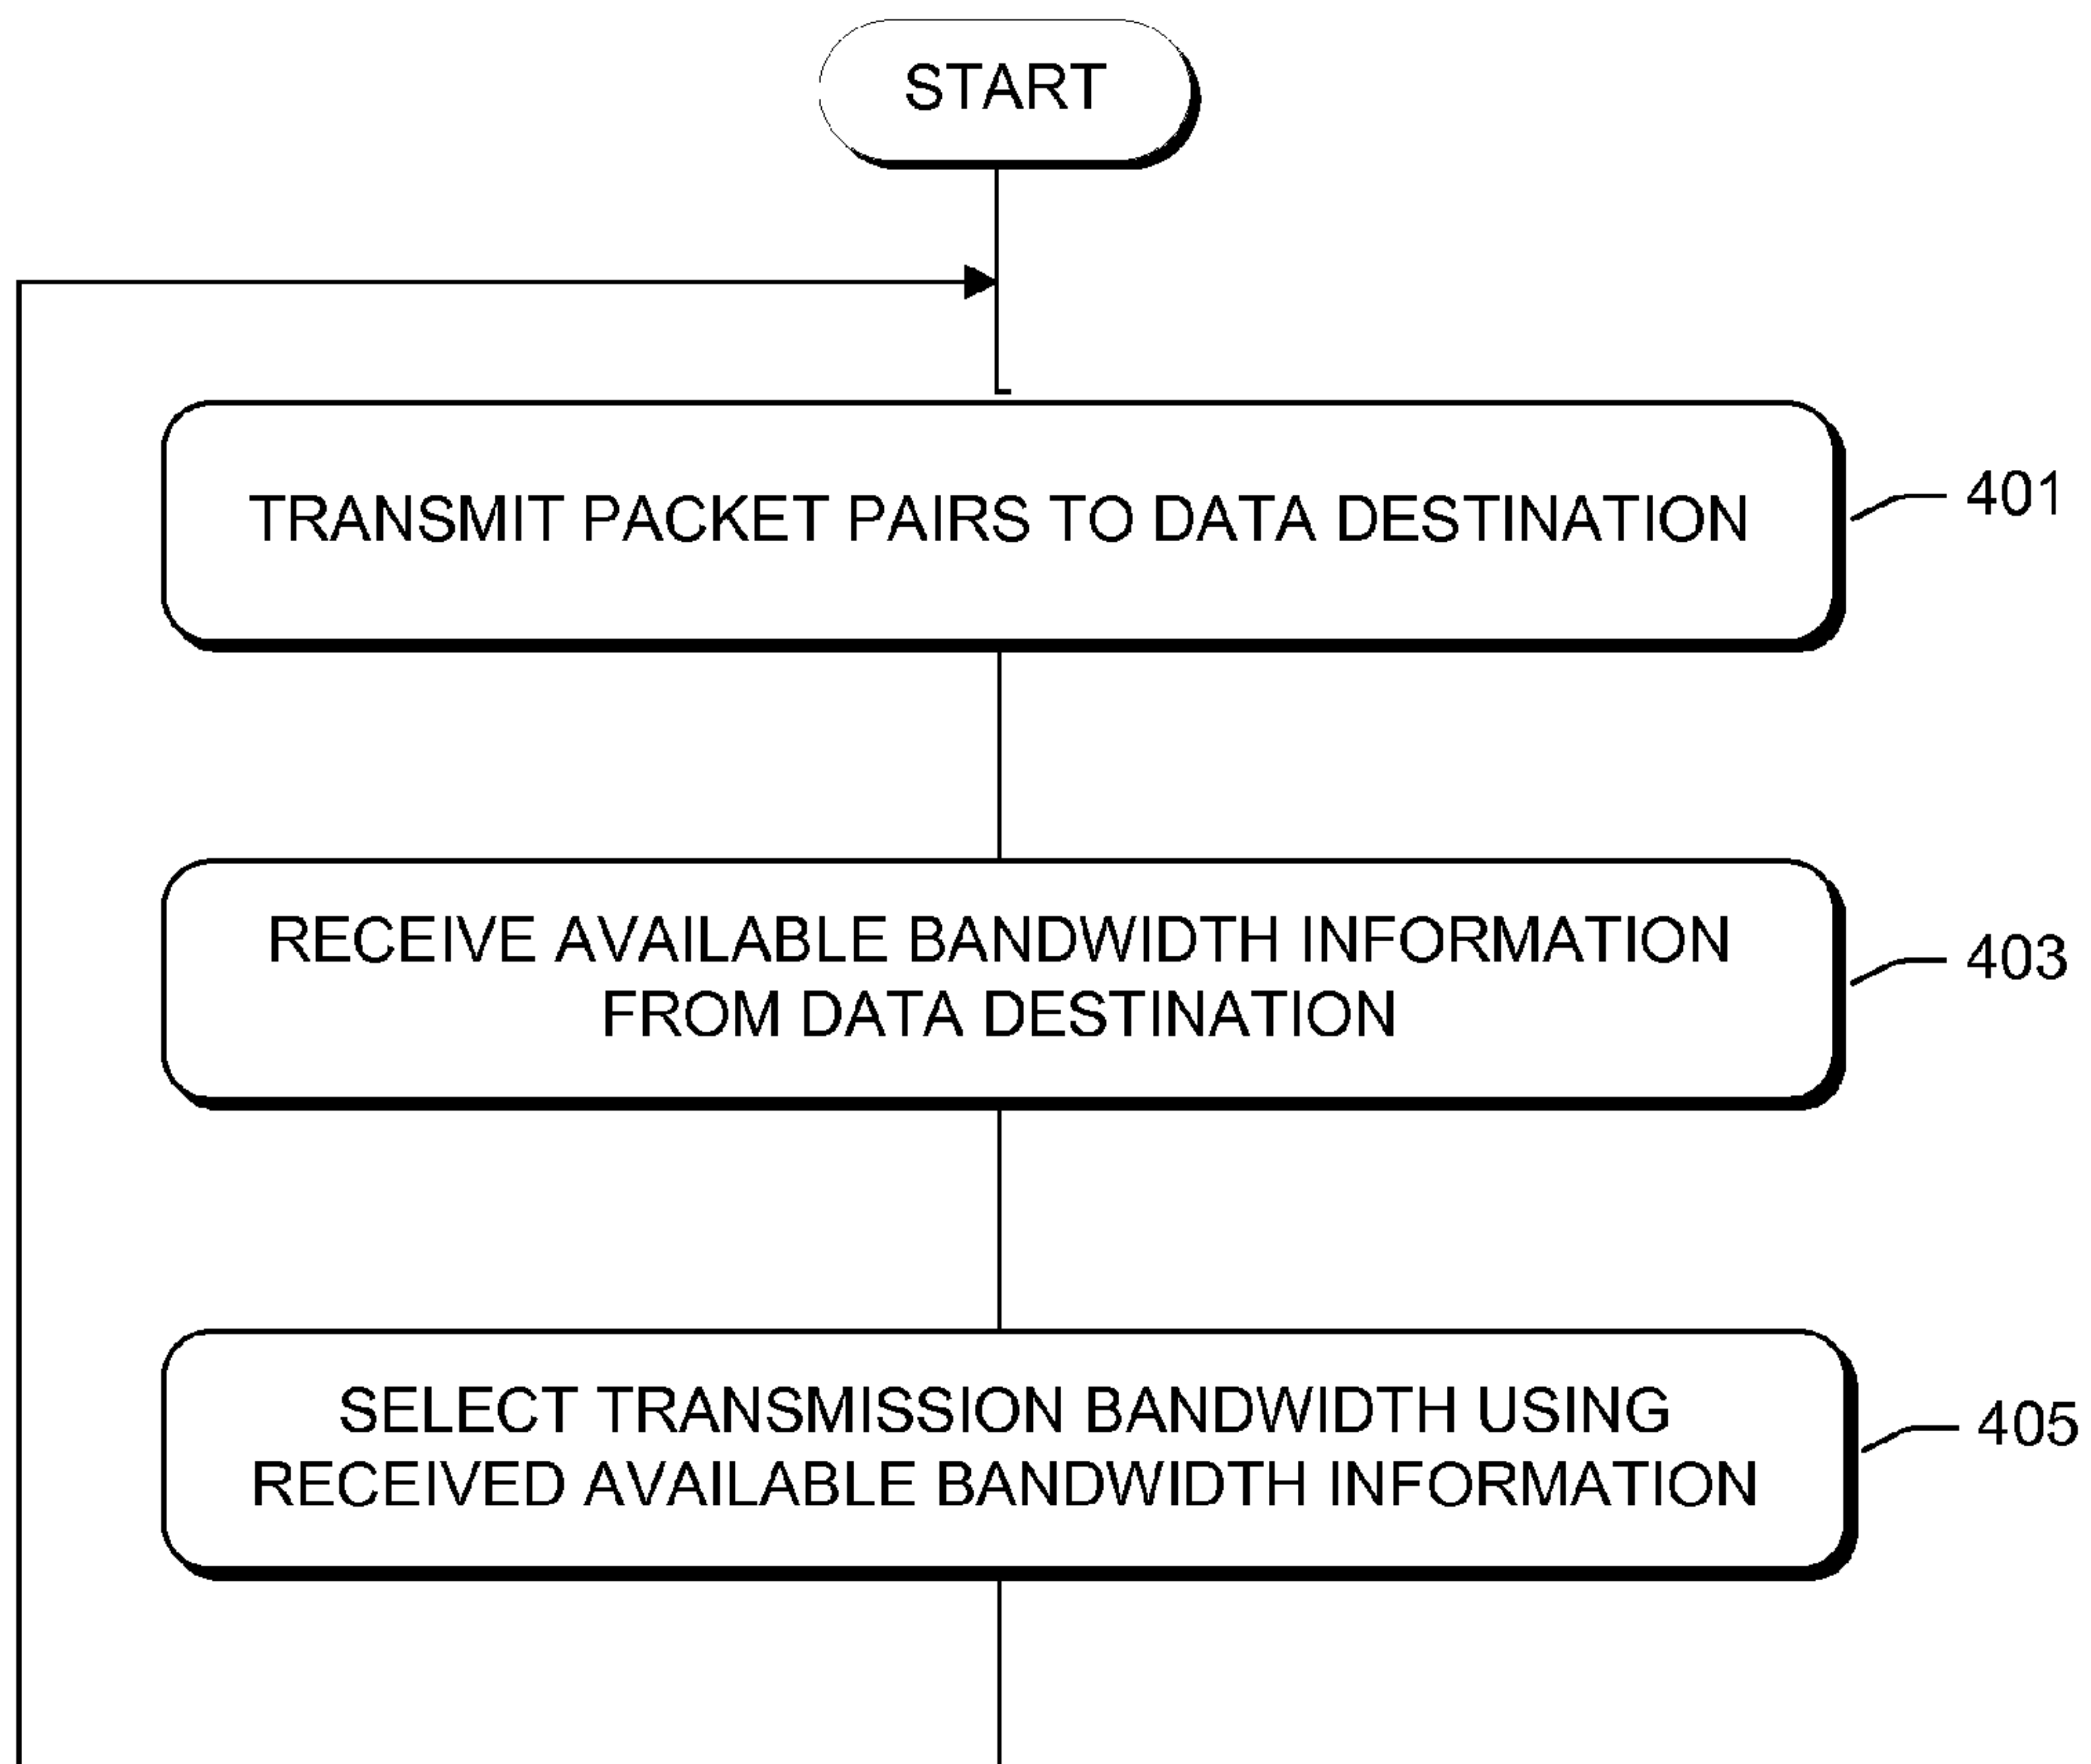 START
TRANSMIT PACKET PAIRS TO DATA DESTINATION
401
RECEIVE AVAILABLE BANDWIDTH INFORMATION
FROM DATA DESTINATION
403
SELECT TRANSMISSION BANDWIDTH USING
RECEIVED AVAILABLE BANDWIDTH INFORMATION
405